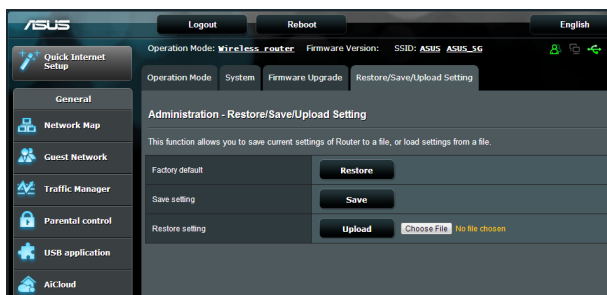 ASUS
Logout Reboot English
Quick Internet Setup
Operation Mode: Wireless router Firmware Version: SSID: ASUS ASUS_5G
Operation Mode System Firmware Upgrade Restore/Save/Upload Setting
General
Network Map
Guest Network
Traffic Manager
Parental control
USB application
AiCloud
Administration - Restore/Save/Upload Setting
This function allows you to save current settings of Router to a file, or load settings from a file.
Factory default Restore
Save setting Save
Restore setting Upload Choose File No file chosen